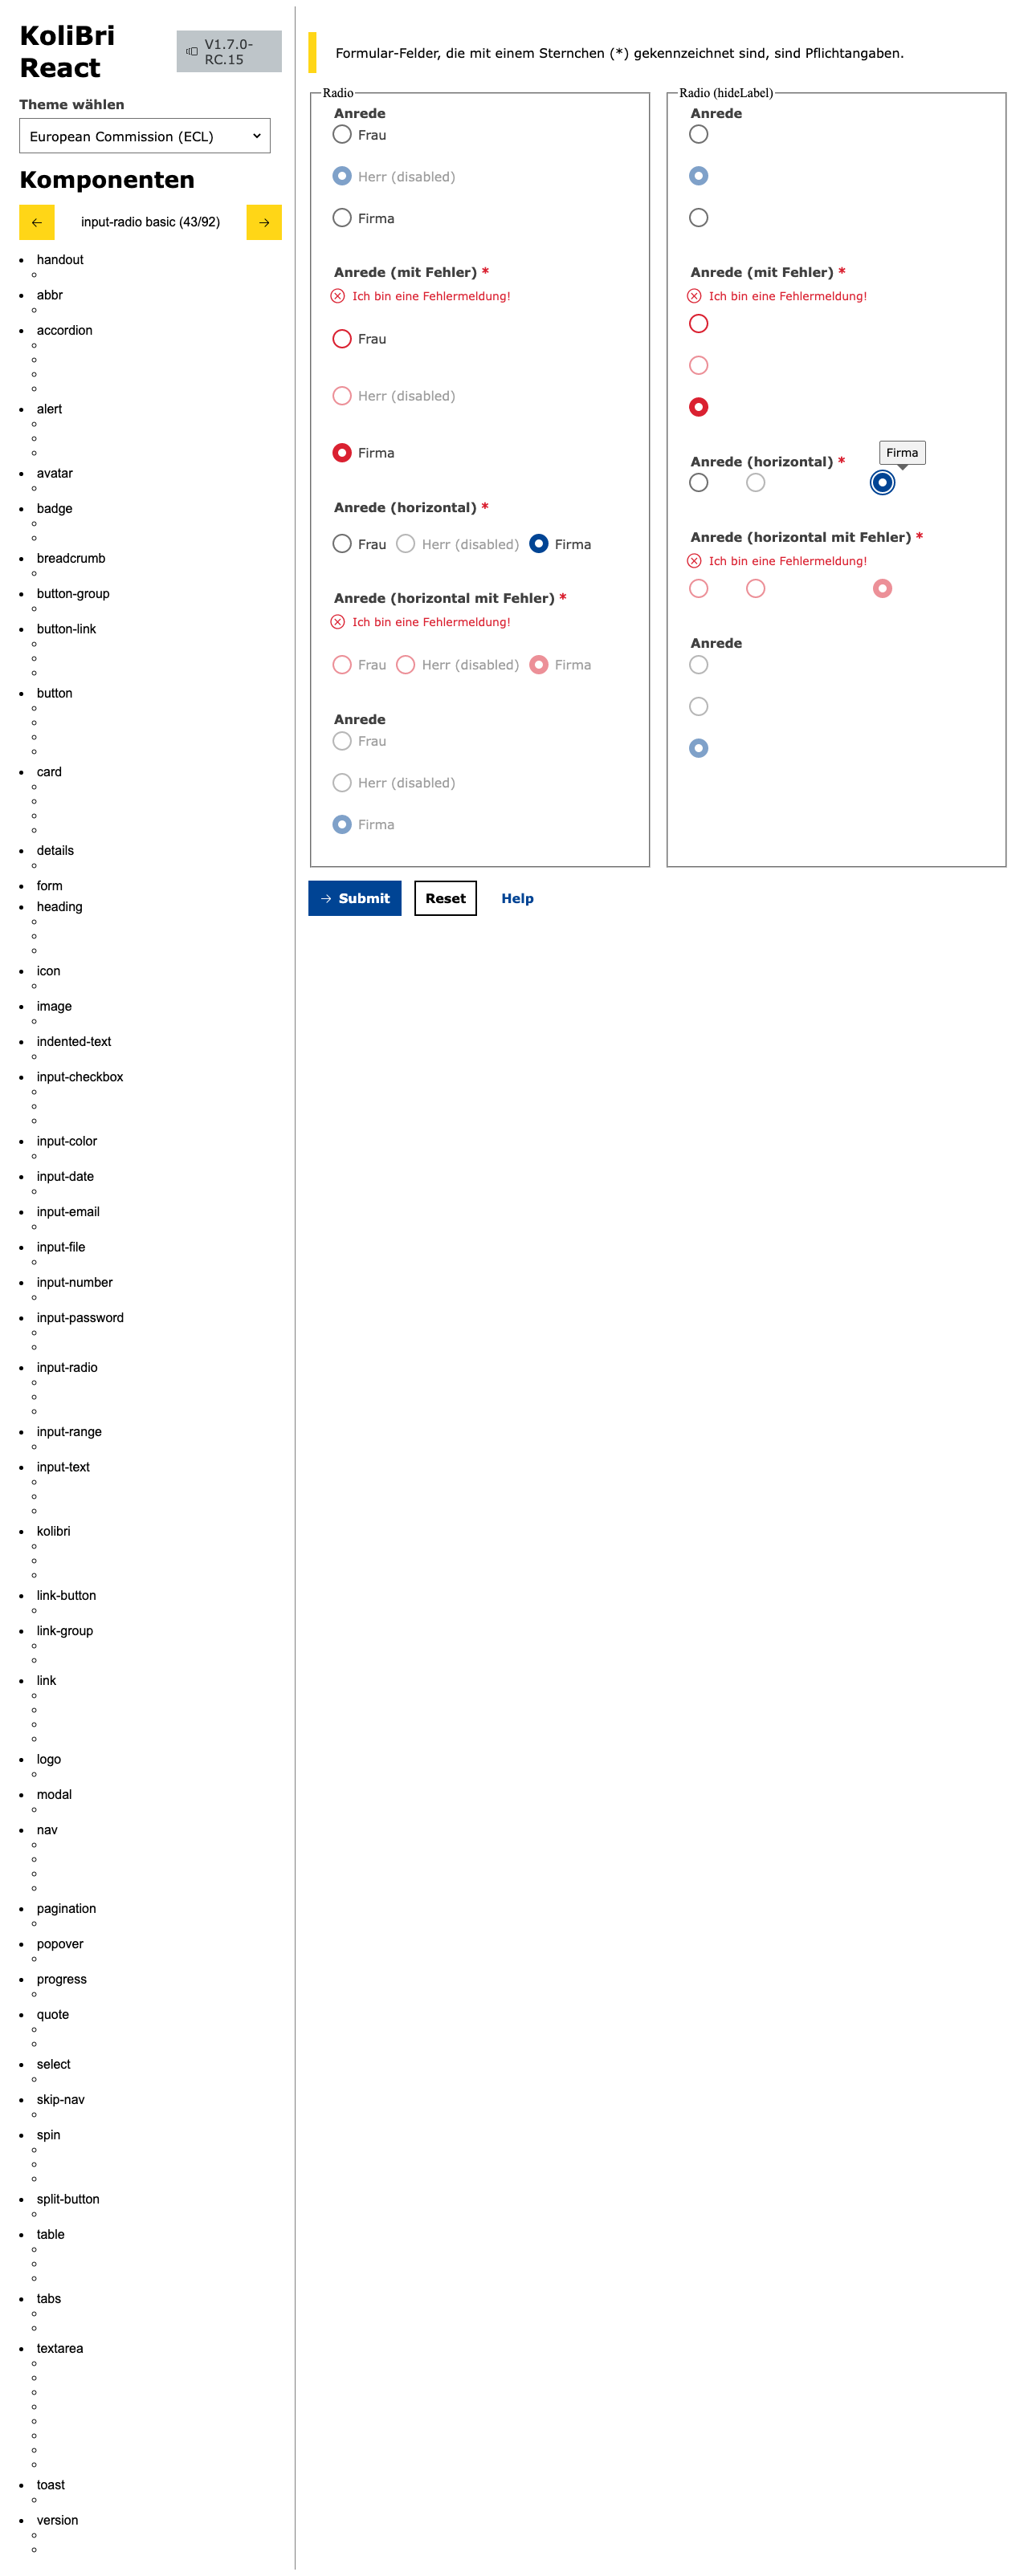 KoliBri
React
V1.7.0-
RC.15
Theme wählen
European Commission (ECL)
Komponenten
input-radio basic (43/92)
handout
abbr
accordion
alert
avatar
badge
breadcrumb
button-group
button-link
button
card
details
form
heading
icon
image
indented-text
input-checkbox
input-color
input-date
input-email
input-file
input-number
input-password
input-radio
input-range
input-text
kolibri
link-button
link-group
link
logo
modal
nav
pagination
popover
progress
quote
select
skip-nav
spin
split-button
table
tabs
textarea
toast
version
Formular-Felder, die mit einem Sternchen (*) gekennzeichnet sind, sind Pflichtangaben.
Radio
Anrede
Frau
Herr (disabled)
Firma
Anrede (mit Fehler) *
Ich bin eine Fehlermeldung!
Frau
Herr (disabled)
Firma
Anrede (horizontal) *
Frau Herr (disabled) Firma
Anrede (horizontal mit Fehler) *
Ich bin eine Fehlermeldung!
Frau Herr (disabled) Firma
Anrede
Frau
Herr (disabled)
Firma
Radio (hideLabel)
Anrede
Anrede (mit Fehler) *
Ich bin eine Fehlermeldung!
Firma
Anrede (horizontal) *
Anrede (horizontal mit Fehler) *
Ich bin eine Fehlermeldung!
Anrede
Submit Reset Help